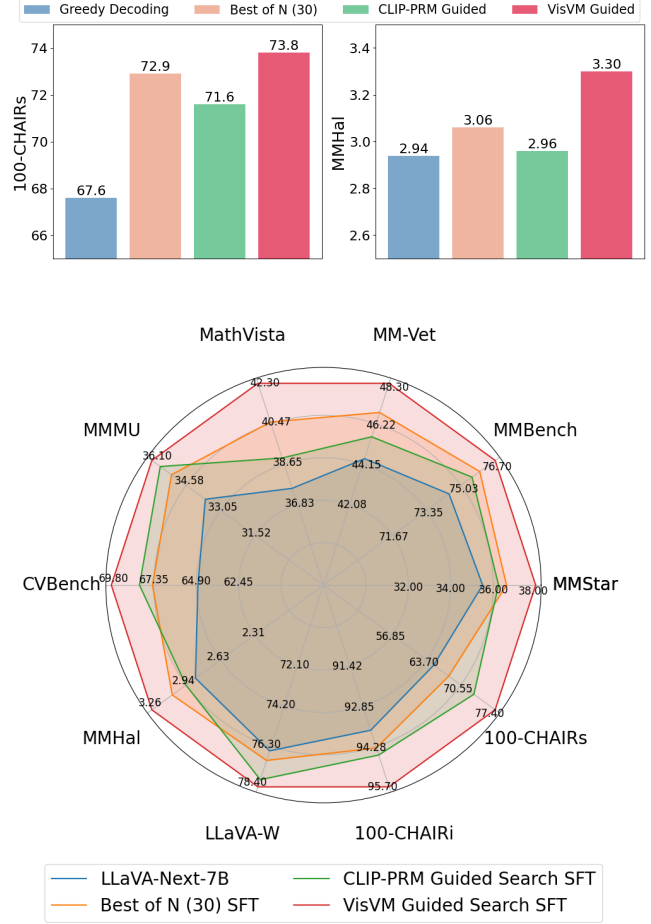 Greedy Decoding Best of N (30) CLIP-PRM Guided VisVM Guided
100-CHAIRs
74
72
70
68
66
67.6
72.9
71.6
73.8
MMHal
3.4
3.2
3.0
2.8
2.6
2.94
3.06
2.96
3.30
MathVista MM-Vet
42.30 48.30
40.47 46.22
MMMU MMBench
36.10 76.70
38.65 44.15
34.58 75.03
36.83 42.08
33.05 73.35
31.52 71.67
CVBench 69.80 67.35 64.90 62.45 32.00 34.00 36.00 38.00 MMStar
2.31 56.85
2.63 72.10 91.42 63.70
2.94 70.55
3.26 74.20 92.85 77.40
MMHal 76.30 94.28 100-CHAIRs
78.40 95.70
LLaVA-W 100-CHAIRi
LLaVA-Next-7B CLIP-PRM Guided Search SFT
Best of N (30) SFT VisVM Guided Search SFT